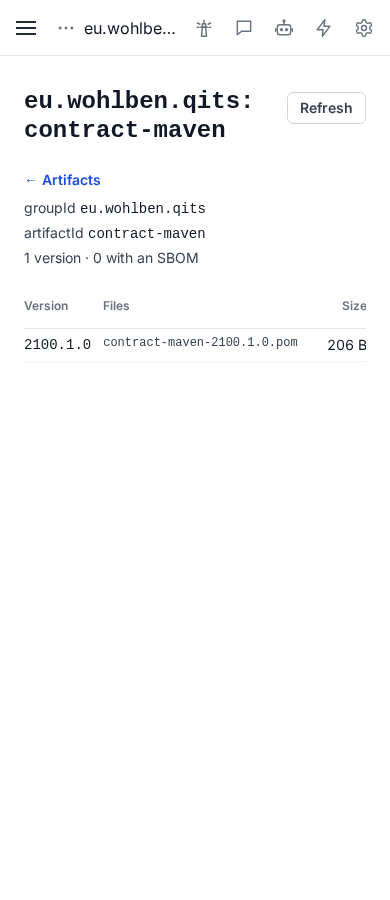 eu.wohlbe...
eu.wohlben.qits:
contract-maven
Refresh
← Artifacts
groupId eu.wohlben.qits
artifactId contract-maven
1 version · 0 with an SBOM
Version Files Size
2100.1.0 contract-maven-2100.1.0.pom 206 B